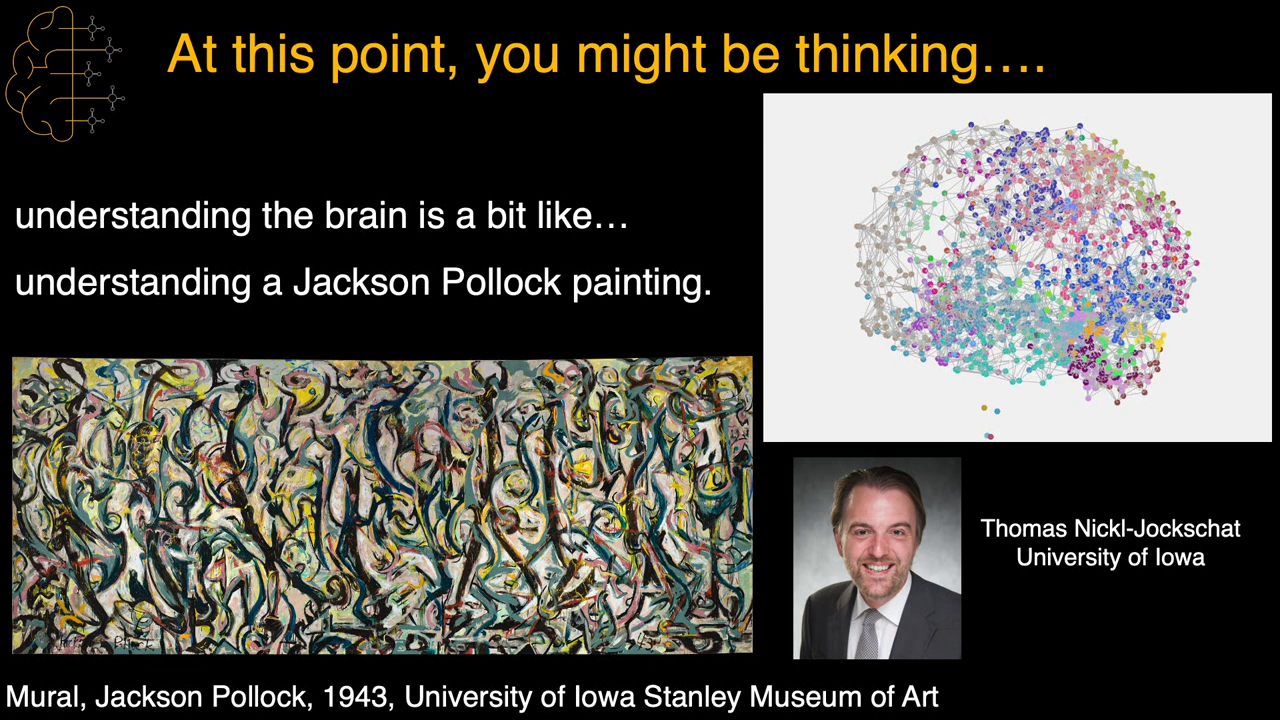 At this point, you might be thinking….
understanding the brain is a bit like…
understanding a Jackson Pollock painting.
Thomas Nickl-Jockschat
University of Iowa
Mural, Jackson Pollock, 1943, University of Iowa Stanley Museum of Art